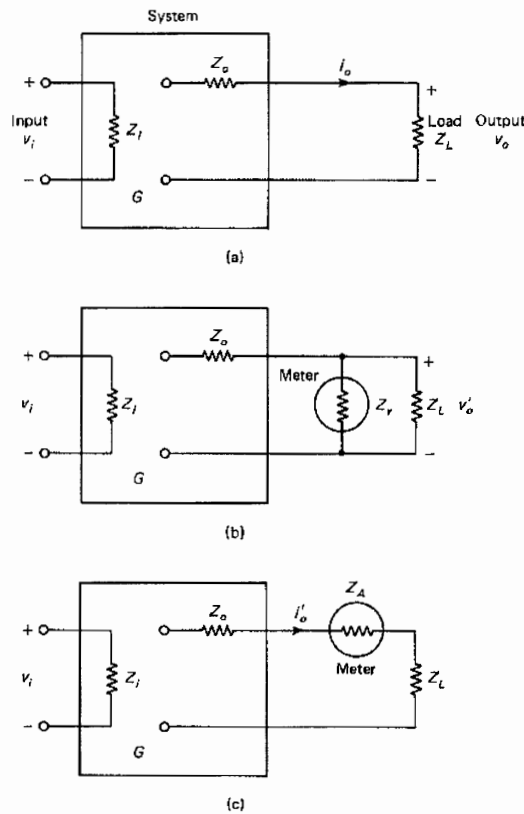 System
+ Z_o i_o +
Input v_i Z_i Load Z_L Output v_o
− G −
(a)
+ Z_o +
v_i Z_i Meter Z_v Z_L v_o'
− G −
(b)
+ Z_o i_o' Z_A
v_i Z_i Meter Z_L
− G
(c)